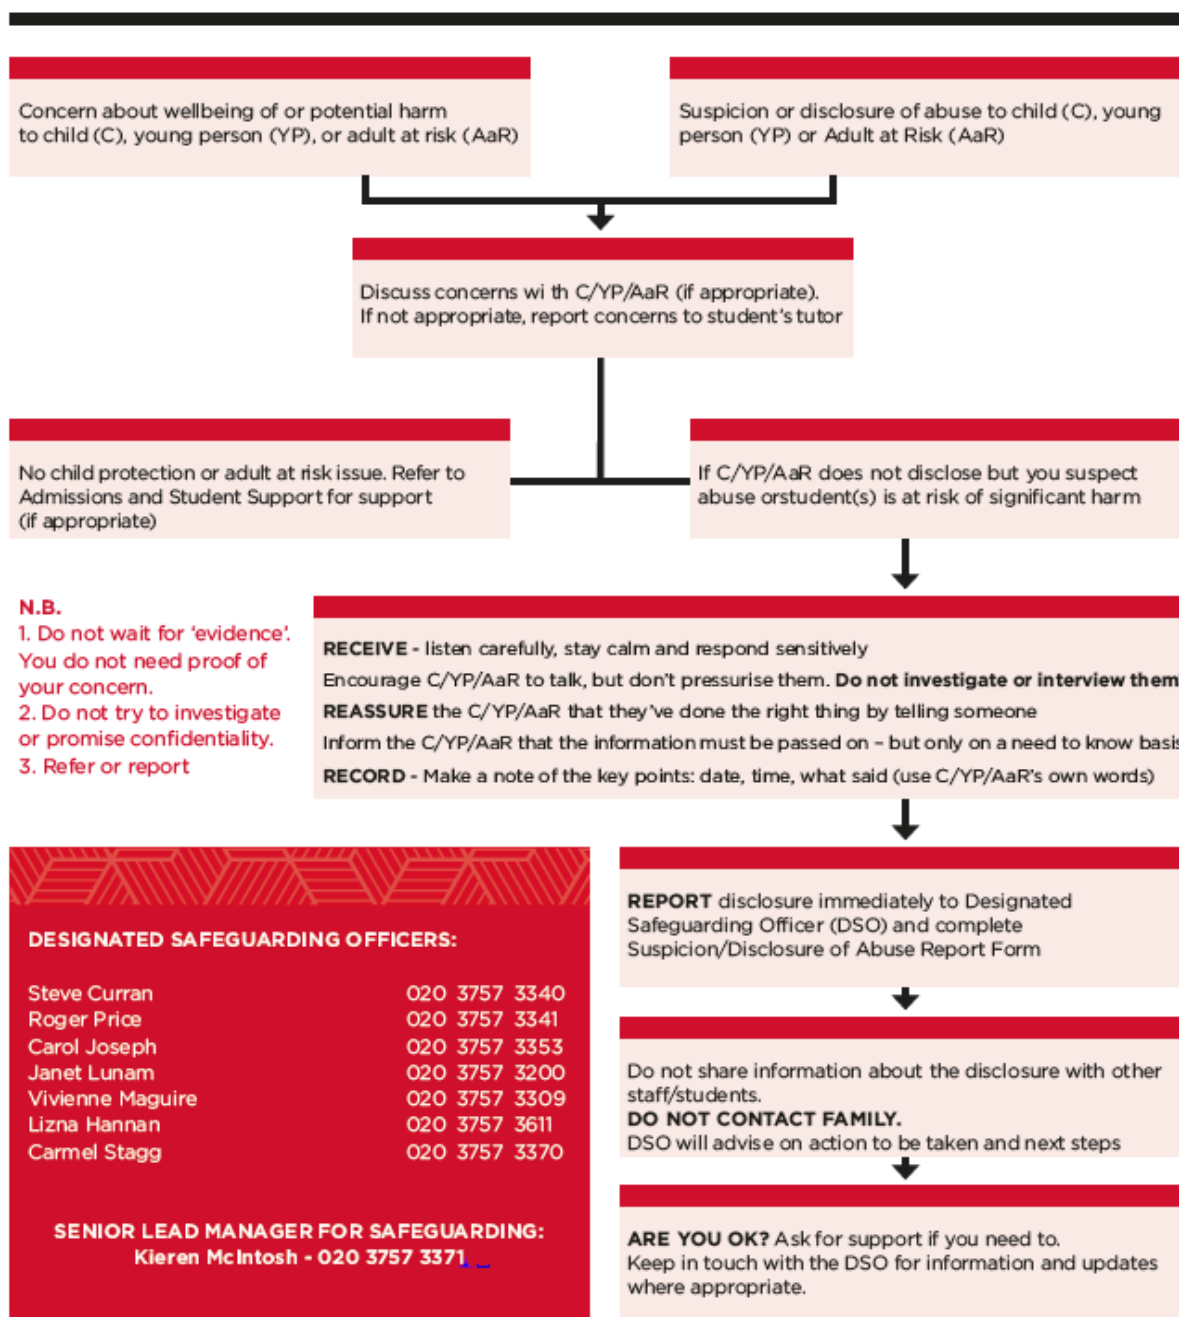 Concern about wellbeing of or potential harm
to child (C), young person (YP), or adult at risk (AaR)
Suspicion or disclosure of abuse to child (C), young
person (YP) or Adult at Risk (AaR)
Discuss concerns wi th C/YP/AaR (if appropriate).
If not appropriate, report concerns to student's tutor
No child protection or adult at risk issue. Refer to
Admissions and Student Support for support
(if appropriate)
If C/YP/AaR does not disclose but you suspect
abuse orstudent(s) is at risk of significant harm
N.B.
1. Do not wait for 'evidence'.
You do not need proof of
your concern.
2. Do not try to investigate
or promise confidentiality.
3. Refer or report
RECEIVE - listen carefully, stay calm and respond sensitively
Encourage C/YP/AaR to talk, but don't pressurise them. Do not investigate or interview them
REASSURE the C/YP/AaR that they've done the right thing by telling someone
Inform the C/YP/AaR that the information must be passed on – but only on a need to know basis
RECORD - Make a note of the key points: date, time, what said (use C/YP/AaR's own words)
DESIGNATED SAFEGUARDING OFFICERS:
Steve Curran 020 3757 3340
Roger Price 020 3757 3341
Carol Joseph 020 3757 3353
Janet Lunam 020 3757 3200
Vivienne Maguire 020 3757 3309
Lizna Hannan 020 3757 3611
Carmel Stagg 020 3757 3370
SENIOR LEAD MANAGER FOR SAFEGUARDING:
Kieren McIntosh - 020 3757 3371
REPORT disclosure immediately to Designated
Safeguarding Officer (DSO) and complete
Suspicion/Disclosure of Abuse Report Form
Do not share information about the disclosure with other
staff/students.
DO NOT CONTACT FAMILY.
DSO will advise on action to be taken and next steps
ARE YOU OK? Ask for support if you need to.
Keep in touch with the DSO for information and updates
where appropriate.